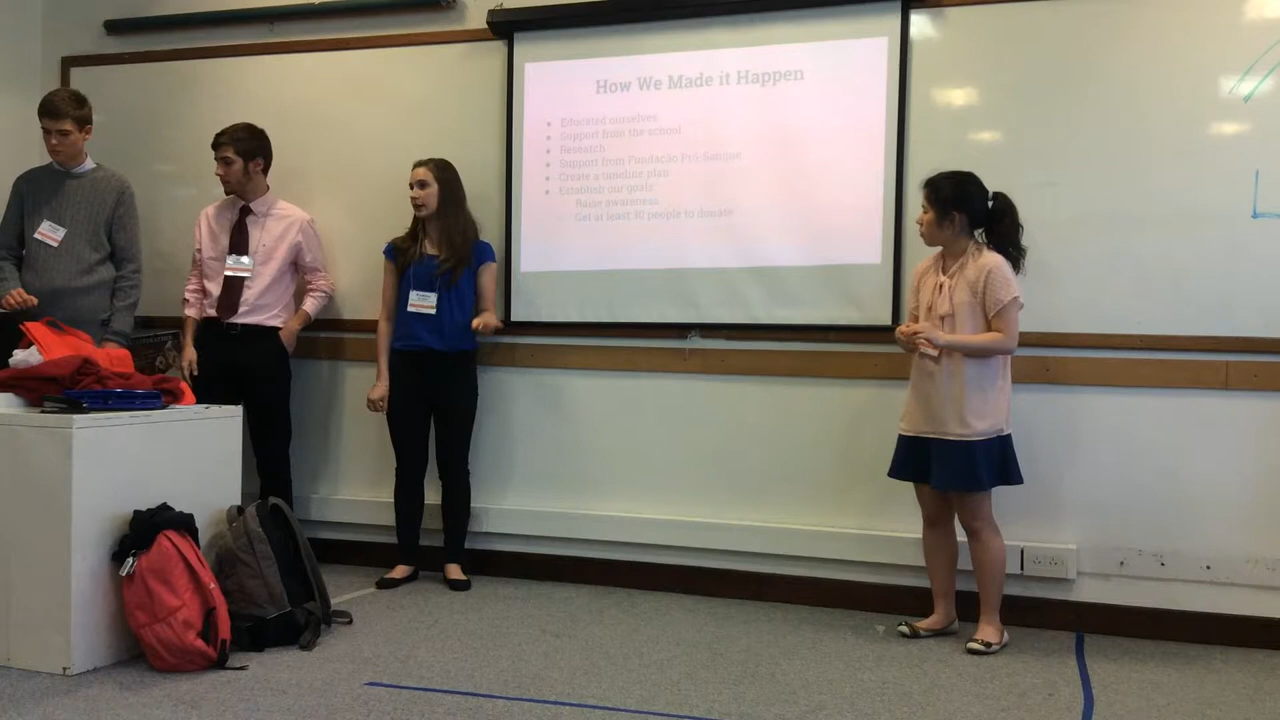 How We Made it Happen
Educated ourselves
Support from the school
Research
Support from Fundação Pró-Sangue
Create a timeline plan
Establish our goals:
Raise awareness
Get at least 30 people to donate